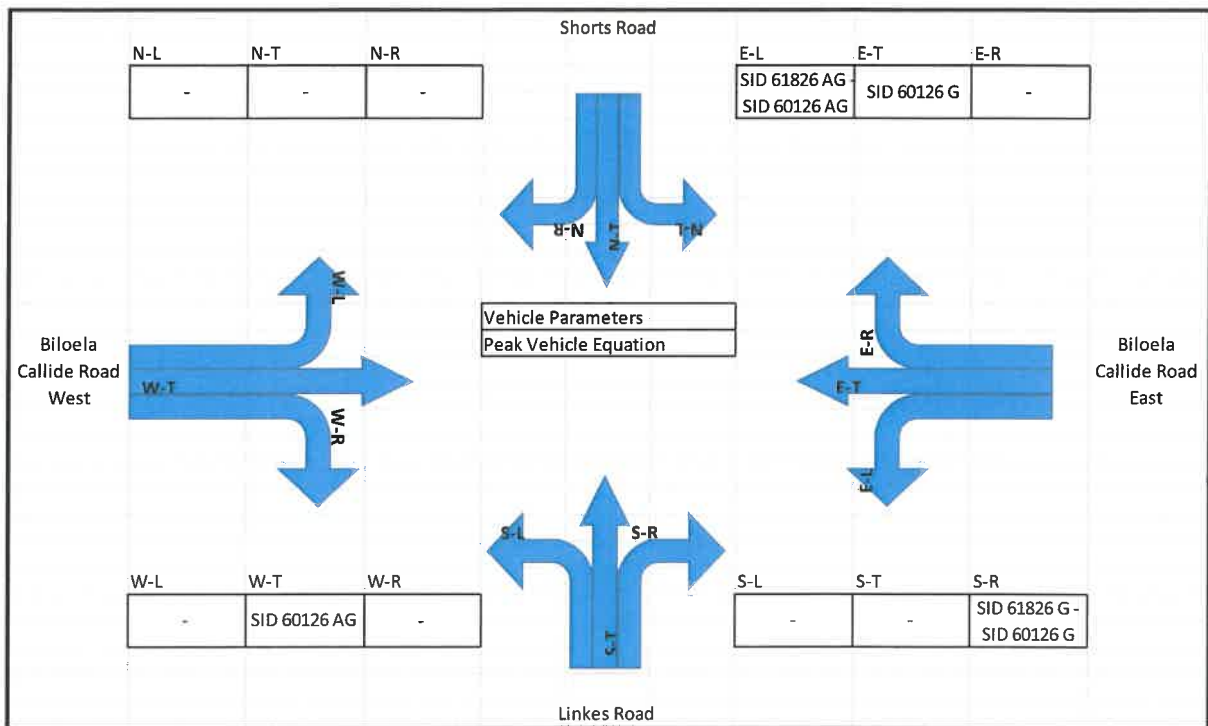 Shorts Road
N-L N-T N-R
- - -
E-L E-T E-R
SID 61826 AG -
SID 60126 AG
SID 60126 G
-
N-R
N-T
N-L
W-L
W-T
W-R
Vehicle Parameters
Peak Vehicle Equation
Biloela
Callide Road
West
E-R
E-T
E-L
Biloela
Callide Road
East
S-L
S-R
S-T
W-L W-T W-R
- SID 60126 AG -
S-L S-T S-R
- -
SID 61826 G -
SID 60126 G
Linkes Road